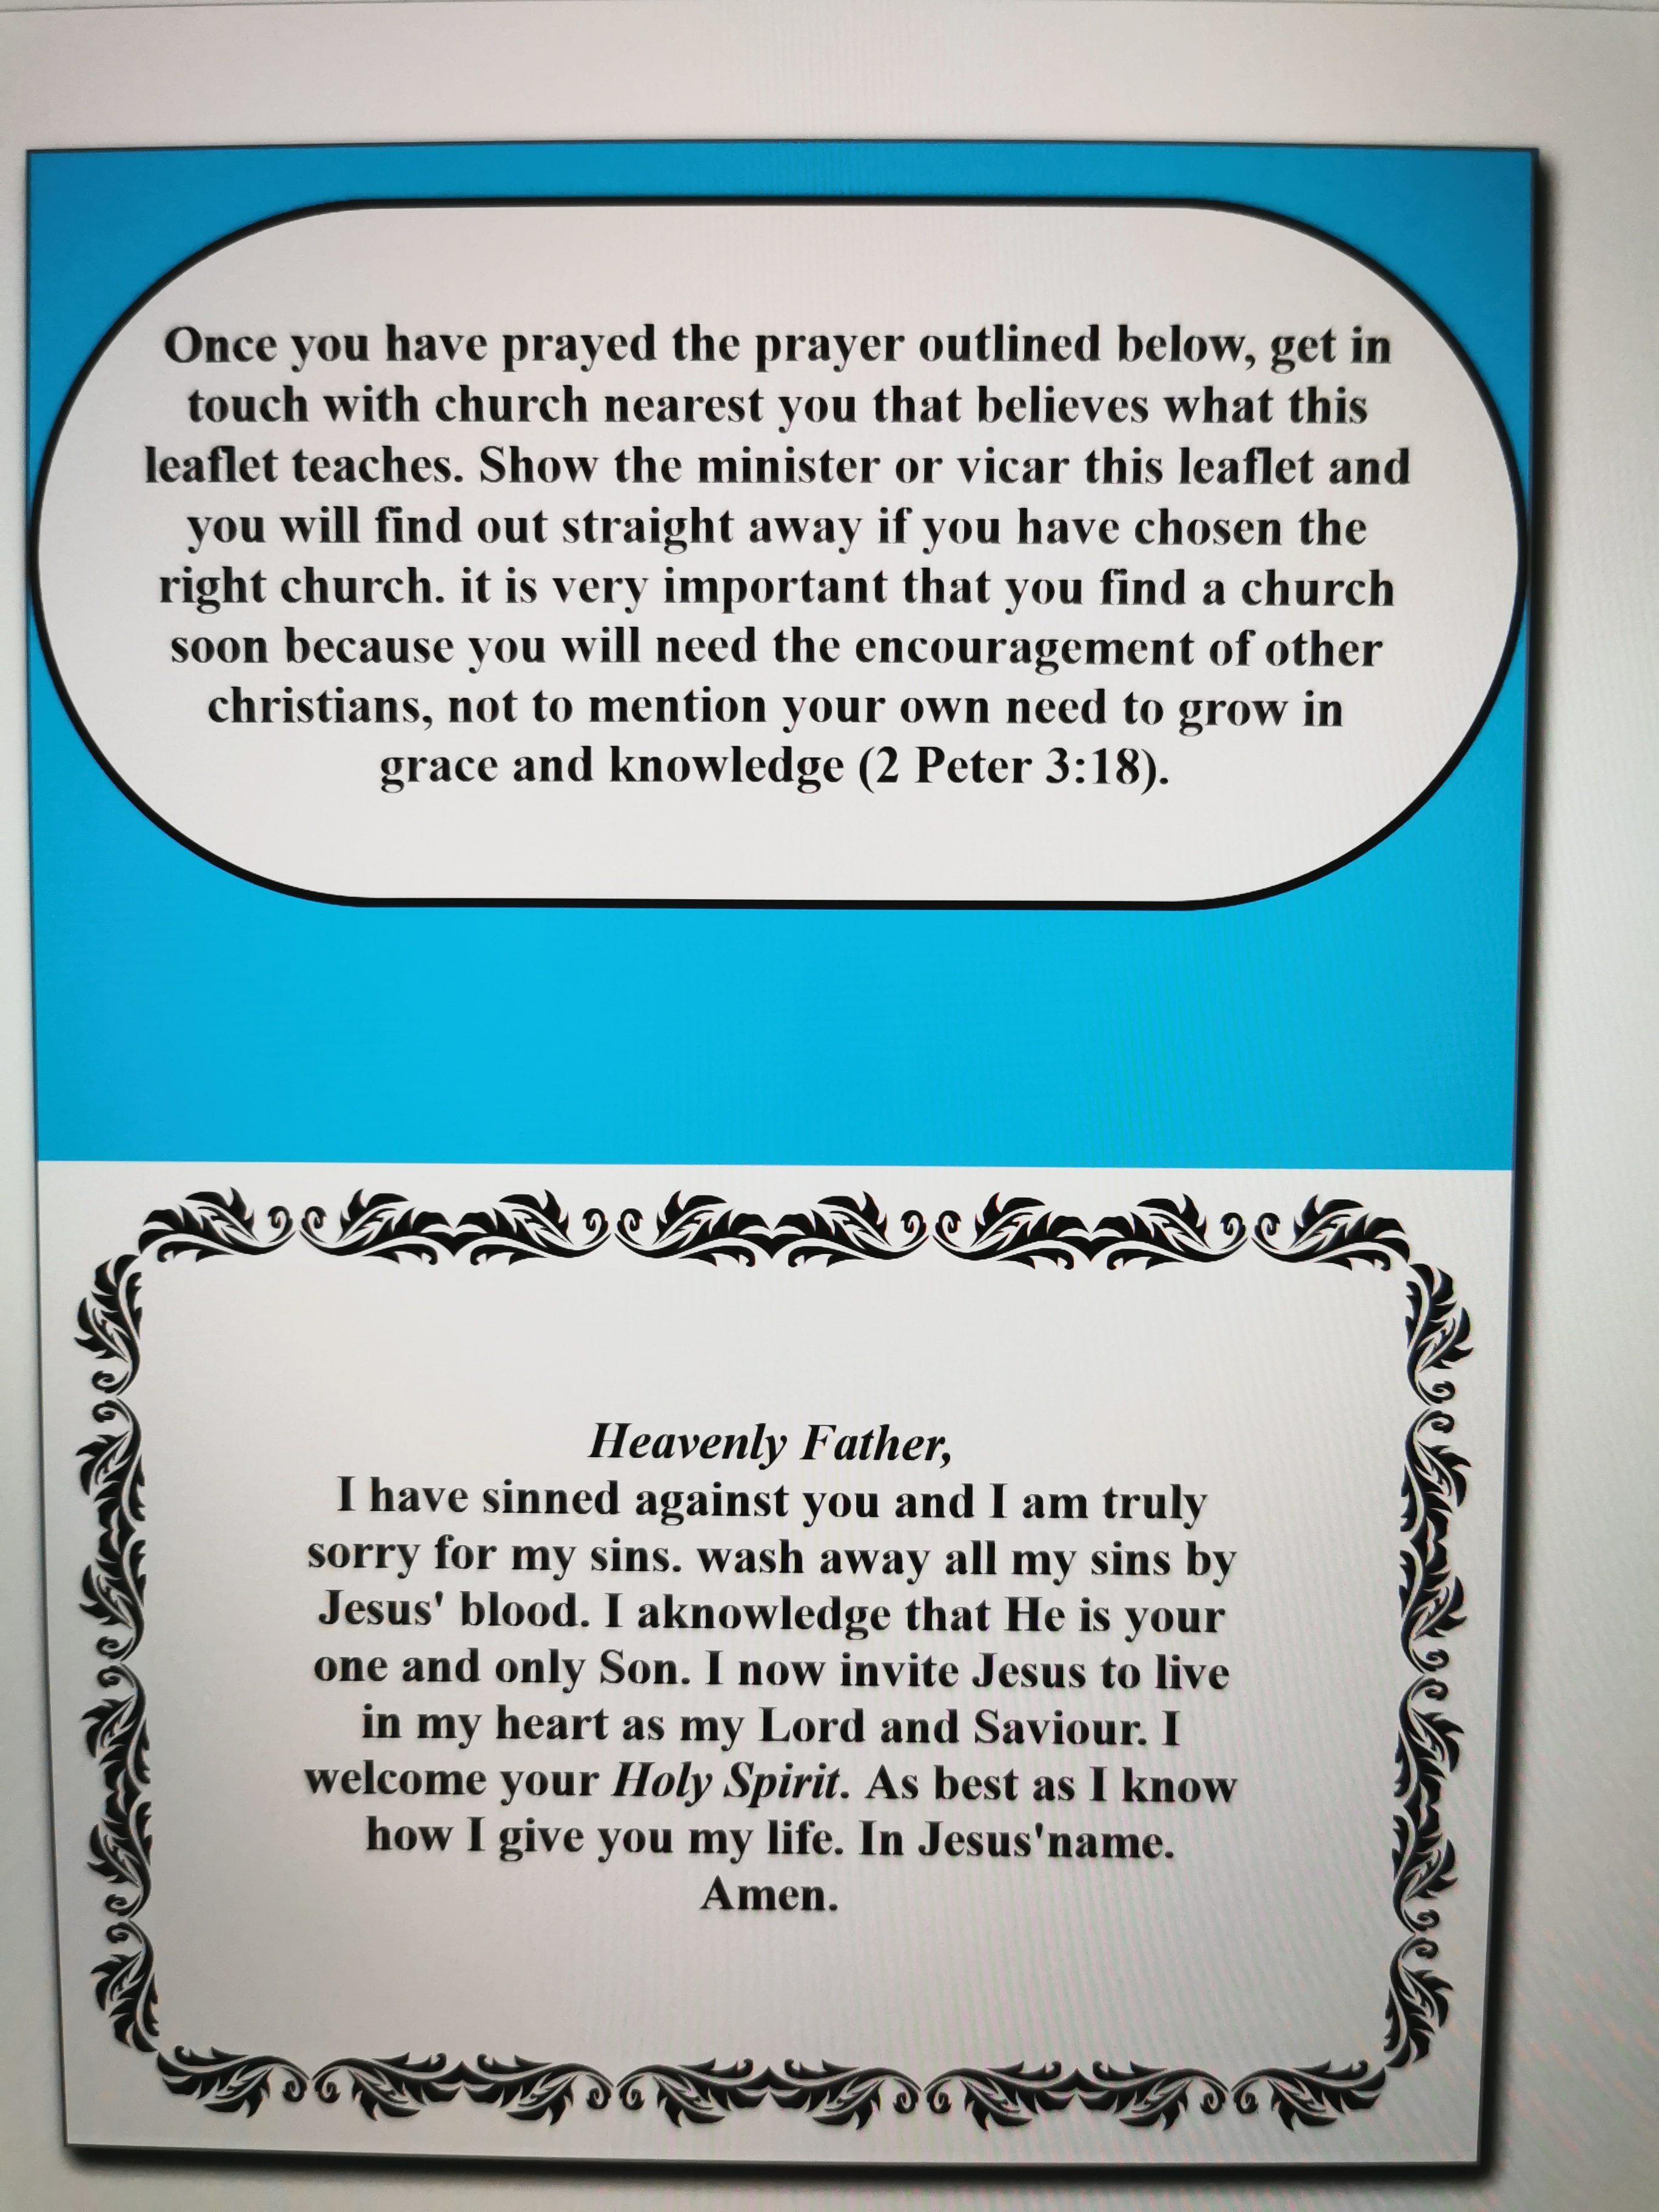 Once you have prayed the prayer outlined below, get in
touch with church nearest you that believes what this
leaflet teaches. Show the minister or vicar this leaflet and
you will find out straight away if you have chosen the
right church. it is very important that you find a church
soon because you will need the encouragement of other
christians, not to mention your own need to grow in
grace and knowledge (2 Peter 3:18).
Heavenly Father,
I have sinned against you and I am truly
sorry for my sins. wash away all my sins by
Jesus' blood. I aknowledge that He is your
one and only Son. I now invite Jesus to live
in my heart as my Lord and Saviour. I
welcome your Holy Spirit. As best as I know
how I give you my life. In Jesus'name.
Amen.